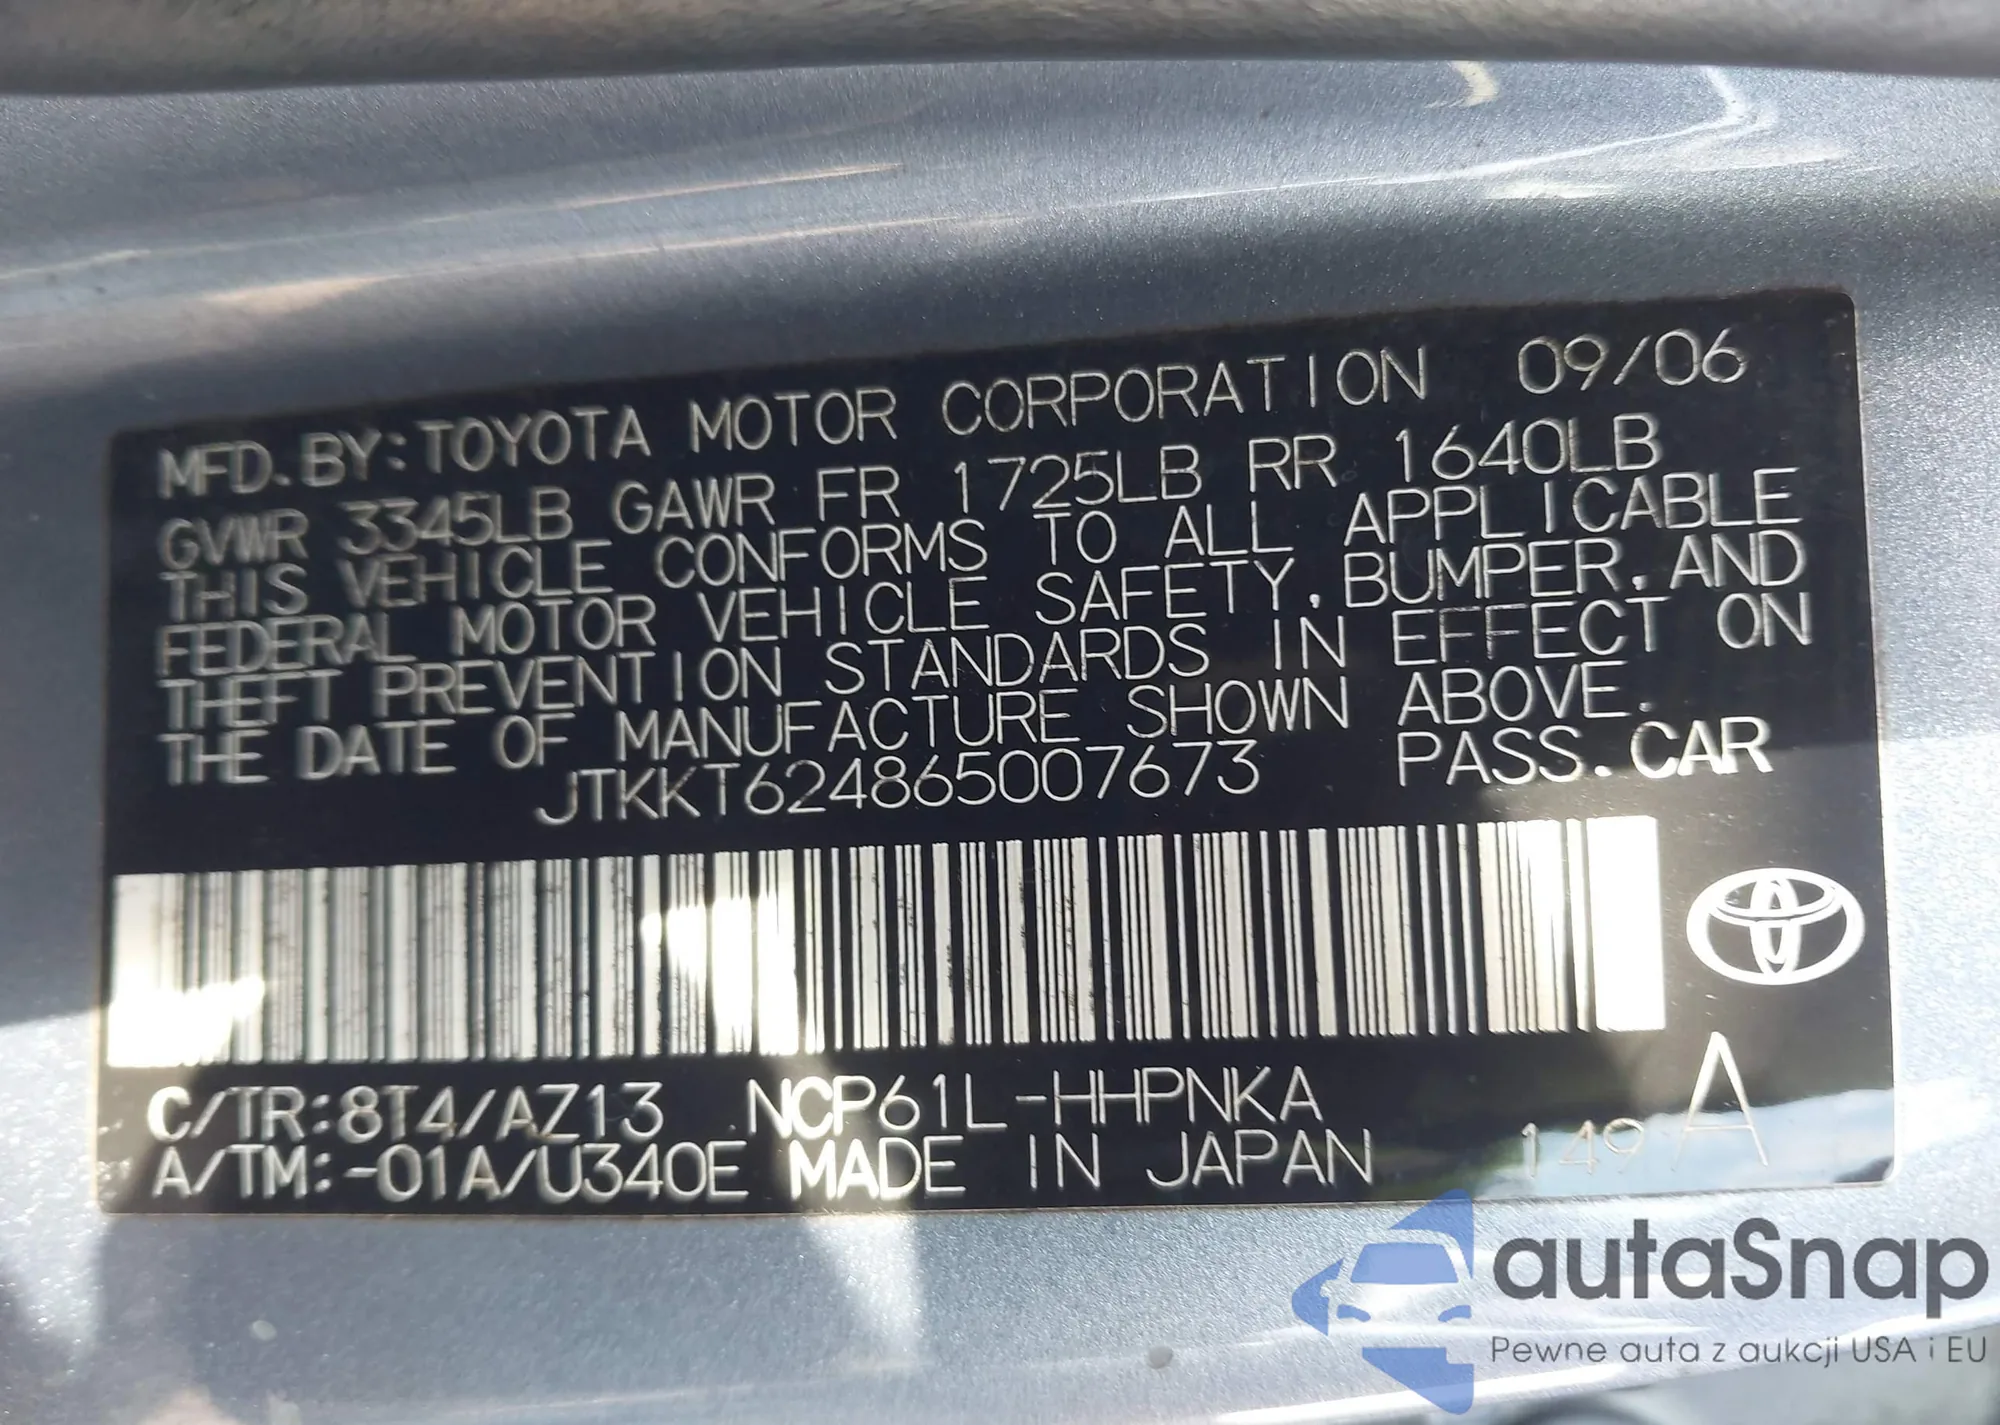 MFD. BY: TOYOTA MOTOR CORPORATION 09/06
GVWR 3345LB GAWR FR 1725LB RR 1640LB
THIS VEHICLE CONFORMS TO ALL APPLICABLE
FEDERAL MOTOR VEHICLE SAFETY, BUMPER, AND
THEFT PREVENTION STANDARDS IN EFFECT ON
THE DATE OF MANUFACTURE SHOWN ABOVE.
JTKKT624865007673 PASS. CAR
C/TR:8T4/AZ13 NCP61L-HHPNKA
A/TM:-01A/U340E MADE IN JAPAN 149 A
autaSnap
Pewne auta z aukcji USA i EU